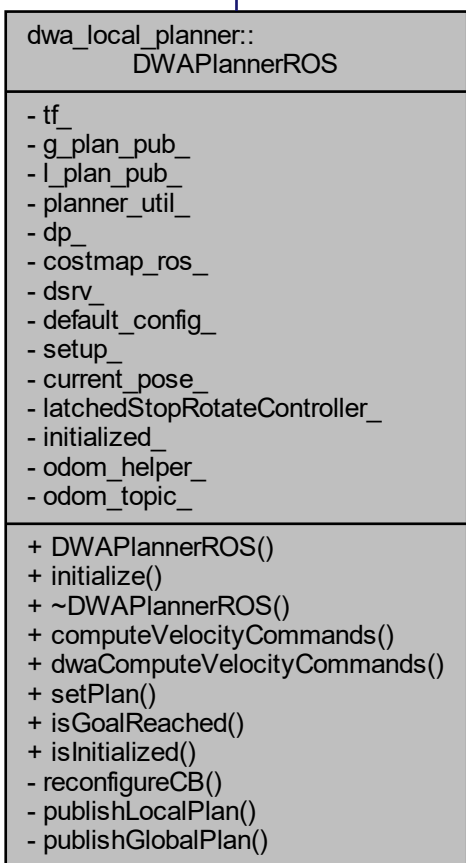 dwa_local_planner::
DWAPlannerROS
- tf_
- g_plan_pub_
- l_plan_pub_
- planner_util_
- dp_
- costmap_ros_
- dsrv_
- default_config_
- setup_
- current_pose_
- latchedStopRotateController_
- initialized_
- odom_helper_
- odom_topic_
+ DWAPlannerROS()
+ initialize()
+ ~DWAPlannerROS()
+ computeVelocityCommands()
+ dwaComputeVelocityCommands()
+ setPlan()
+ isGoalReached()
+ isInitialized()
- reconfigureCB()
- publishLocalPlan()
- publishGlobalPlan()